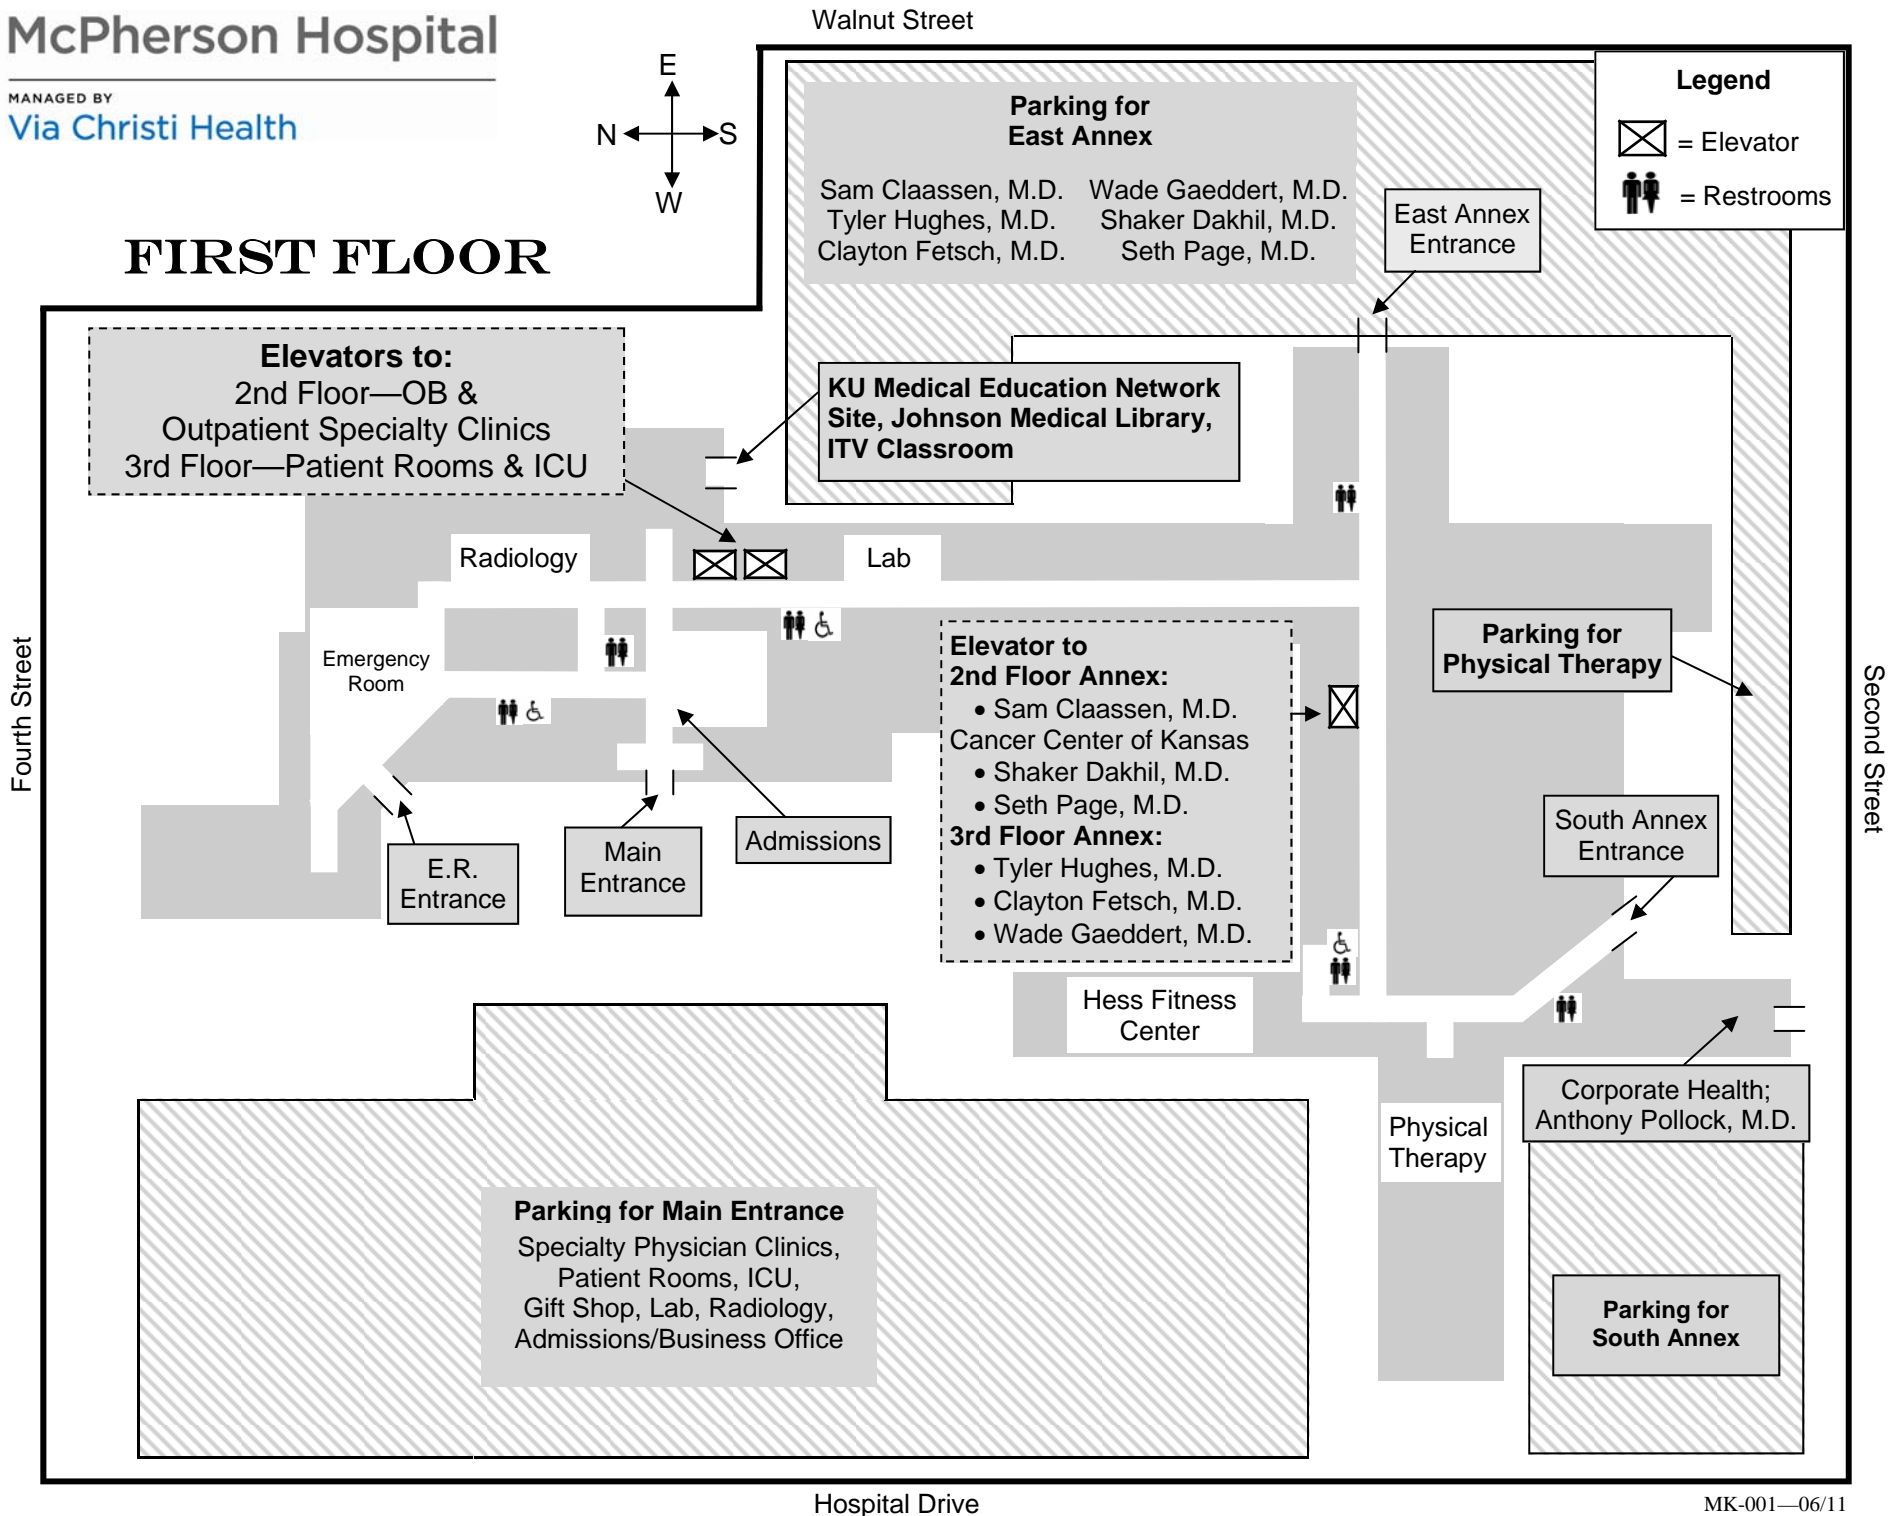 McPherson Hospital
MANAGED BY
Via Christi Health
FIRST FLOOR
E
N
S
W
Walnut Street
Legend
= Elevator
= Restrooms
Parking for
East Annex
Sam Claassen, M.D. Wade Gaeddert, M.D.
Tyler Hughes, M.D. Shaker Dakhil, M.D.
Clayton Fetsch, M.D. Seth Page, M.D.
East Annex
Entrance
Elevators to:
2nd Floor—OB &
Outpatient Specialty Clinics
3rd Floor—Patient Rooms & ICU
KU Medical Education Network
Site, Johnson Medical Library,
ITV Classroom
Radiology
Lab
Emergency
Room
Fourth Street
Elevator to
2nd Floor Annex:
• Sam Claassen, M.D.
Cancer Center of Kansas
• Shaker Dakhil, M.D.
• Seth Page, M.D.
3rd Floor Annex:
• Tyler Hughes, M.D.
• Clayton Fetsch, M.D.
• Wade Gaeddert, M.D.
Parking for
Physical Therapy
Second Street
South Annex
Entrance
E.R.
Entrance
Main
Entrance
Admissions
Hess Fitness
Center
Physical
Therapy
Corporate Health;
Anthony Pollock, M.D.
Parking for Main Entrance
Specialty Physician Clinics,
Patient Rooms, ICU,
Gift Shop, Lab, Radiology,
Admissions/Business Office
Parking for
South Annex
Hospital Drive
MK-001—06/11